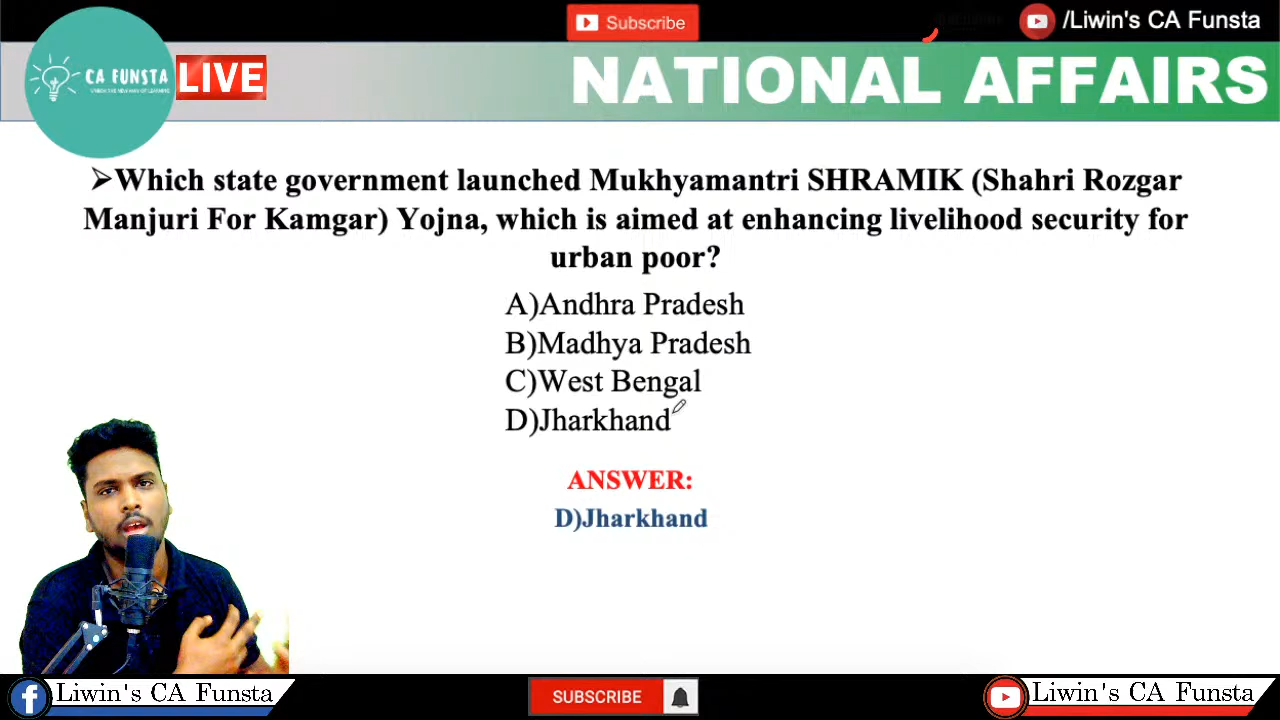 Subscribe
/Liwin's CA Funsta
CA FUNSTA
LIVE
NATIONAL AFFAIRS
➢Which state government launched Mukhyamantri SHRAMIK (Shahri Rozgar
Manjuri For Kamgar) Yojna, which is aimed at enhancing livelihood security for
urban poor?
A)Andhra Pradesh
B)Madhya Pradesh
C)West Bengal
D)Jharkhand
ANSWER:
D)Jharkhand
Liwin's CA Funsta
SUBSCRIBE
Liwin's CA Funsta